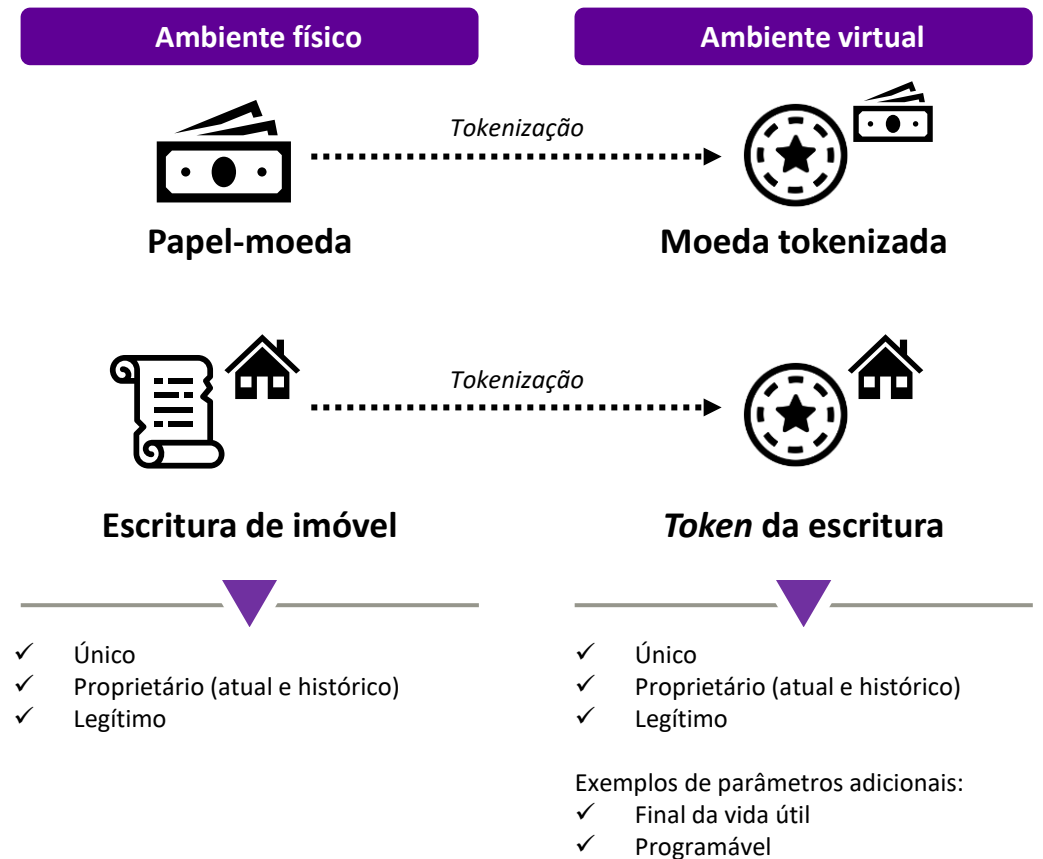 Ambiente físico
Ambiente virtual
Tokenização
Papel-moeda
Moeda tokenizada
Tokenização
Escritura de imóvel
Token da escritura
✓ Único
✓ Proprietário (atual e histórico)
✓ Legítimo
✓ Único
✓ Proprietário (atual e histórico)
✓ Legítimo
Exemplos de parâmetros adicionais:
✓ Final da vida útil
✓ Programável